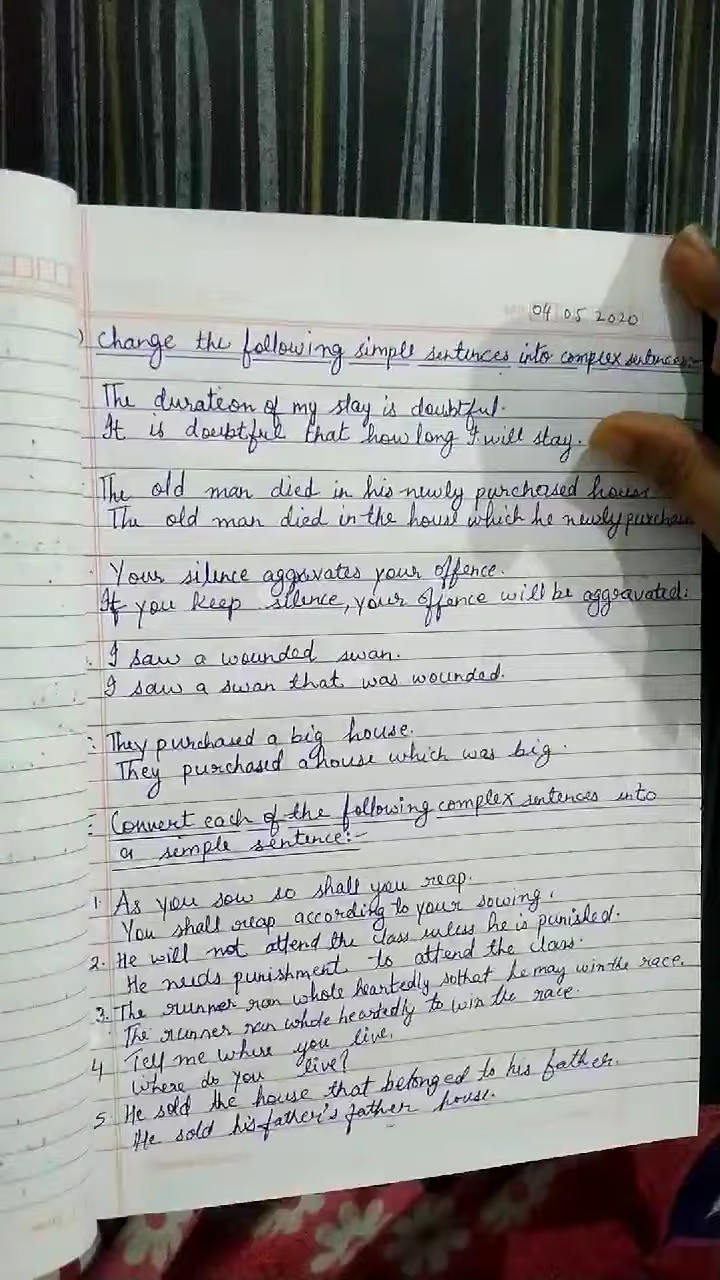 04 05 2020
) Change the following simple sentences into complex sentences:-
The duration of my stay is doubtful.
It is doubtful that how long I will stay.
The old man died in his newly purchased house
The old man died in the house which he newly
Your silence aggravates your offence.
If you keep silence, your offence will be aggravated.
I saw a wounded swan.
I saw a swan that was wounded.
They purchased a big house.
They purchased a house which was big.
Convert each of the following complex sentences into
a simple sentence:-
1. As you sow so shall you reap.
You shall reap according to your sowing.
2. He will not attend the class unless he is punished.
He needs punishment to attend the class.
3. The runner ran whole heartedly so that he may win the race.
The runner ran whole heartedly to win the race.
4 Tell me where you live.
Where do you live?
5 He sold the house that belonged to his father.
He sold his father's father house.